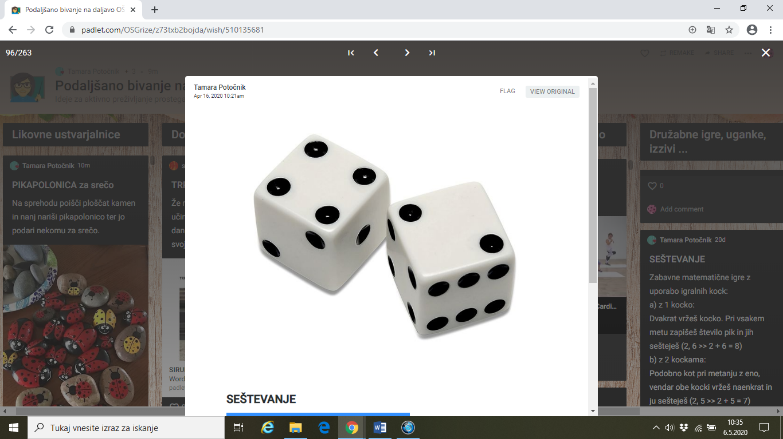 Podaljšano bivanje na daljavo OŠ
padlet.com/OSGrize/z73txb2bojda/wish/510135681
96/263
Tamara Potočnik
Apr 16, 2020 10:21am
FLAG
VIEW ORIGINAL
SEŠTEVANJE
Podaljšano bivanje na
Likovne ustvarjalnice
Tamara Potočnik 10m
PIKAPOLONICA za srečo
Na sprehodu poišči ploščat kamen
in nanj nariši pikapolonico ter jo
podari nekomu za srečo.
Družabne igre, uganke,
izzivi ...
0
Add comment
Tamara Potočnik 20d
SEŠTEVANJE
Zabavne matematične igre z
uporabo igralnih kock:
a) z 1 kocko:
Dvakrat vržeš kocko. Pri vsakem
metu zapišeš število pik in jih
sešteješ (2, 6 >> 2 + 6 = 8)
b) z 2 kockama:
Podobno kot pri metanju z eno,
vendar obe kocki vržeš naenkrat in
ju sešteješ (2, 5 >> 2 + 5 = 7)
Tukaj vnesite izraz za iskanje
10:35
6.5.2020